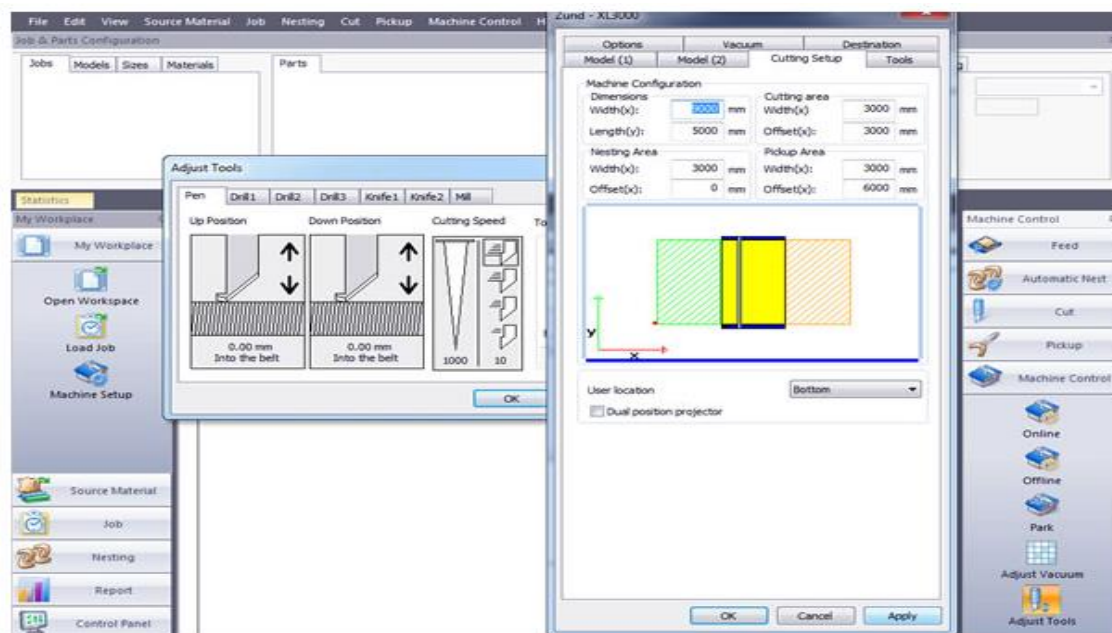 File Edit View Source Material Job Nesting Cut Pickup Machine Control H
Job & Parts Configuration
Jobs Models Sizes Materials
Parts
Statistics
My Workplace
My Workplace
Open Workspace
Load Job
Machine Setup
Source Material
Job
Nesting
Report
Control Panel
Adjust Tools
Pen Drill1 Drill2 Drill3 Knife1 Knife2 Mill
Up Position Down Position Cutting Speed To
0.00 mm 0.00 mm
Into the belt Into the belt
1000 10
OK
Zund - XL3000
Options Vacuum Destination
Model (1) Model (2) Cutting Setup Tools
Machine Configuration
Dimensions Cutting area
Width(x): 9000 mm Width(x) 3000 mm
Length(y): 5000 mm Offset(x): 3000 mm
Nesting Area Pickup Area
Width(x): 3000 mm Width(x): 3000 mm
Offset(x): 0 mm Offset(x): 6000 mm
y
x
User location Bottom
Dual position projector
OK Cancel Apply
Machine Control
Feed
Automatic Nest
Cut
Pickup
Machine Control
Online
Offline
Park
Adjust Vacuum
Adjust Tools